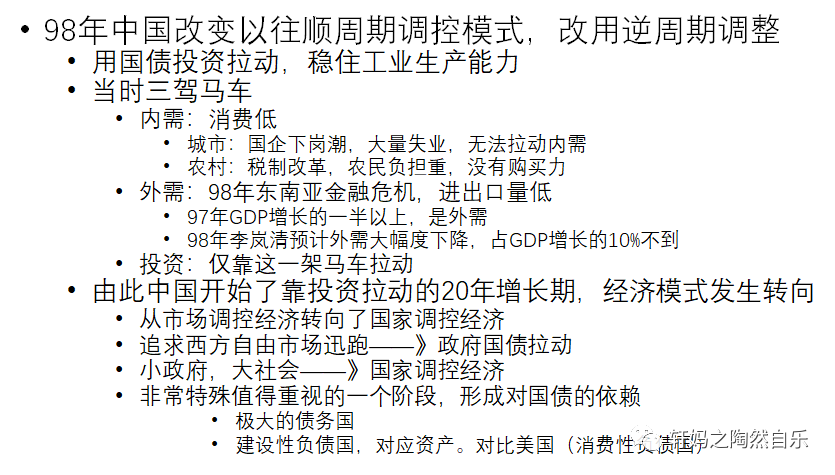 98年中国改变以往顺周期调控模式，改用逆周期调整
用国债投资拉动，稳住工业生产能力
当时三驾马车
内需：消费低
城市：国企下岗潮，大量失业，无法拉动内需
农村：税制改革，农民负担重，没有购买力
外需：98年东南亚金融危机，进出口量低
97年GDP增长的一半以上，是外需
98年李岚清预计外需大幅度下降，占GDP增长的10%不到
投资：仅靠这一架马车拉动
由此中国开始了靠投资拉动的20年增长期，经济模式发生转向
从市场调控经济转向了国家调控经济
追求西方自由市场迅跑——》政府国债拉动
小政府，大社会——》国家调控经济
非常特殊值得重视的一个阶段，形成对国债的依赖
极大的债务国
建设性负债国，对应资产。对比美国（消费性负债国）
轩妈之陶然自乐